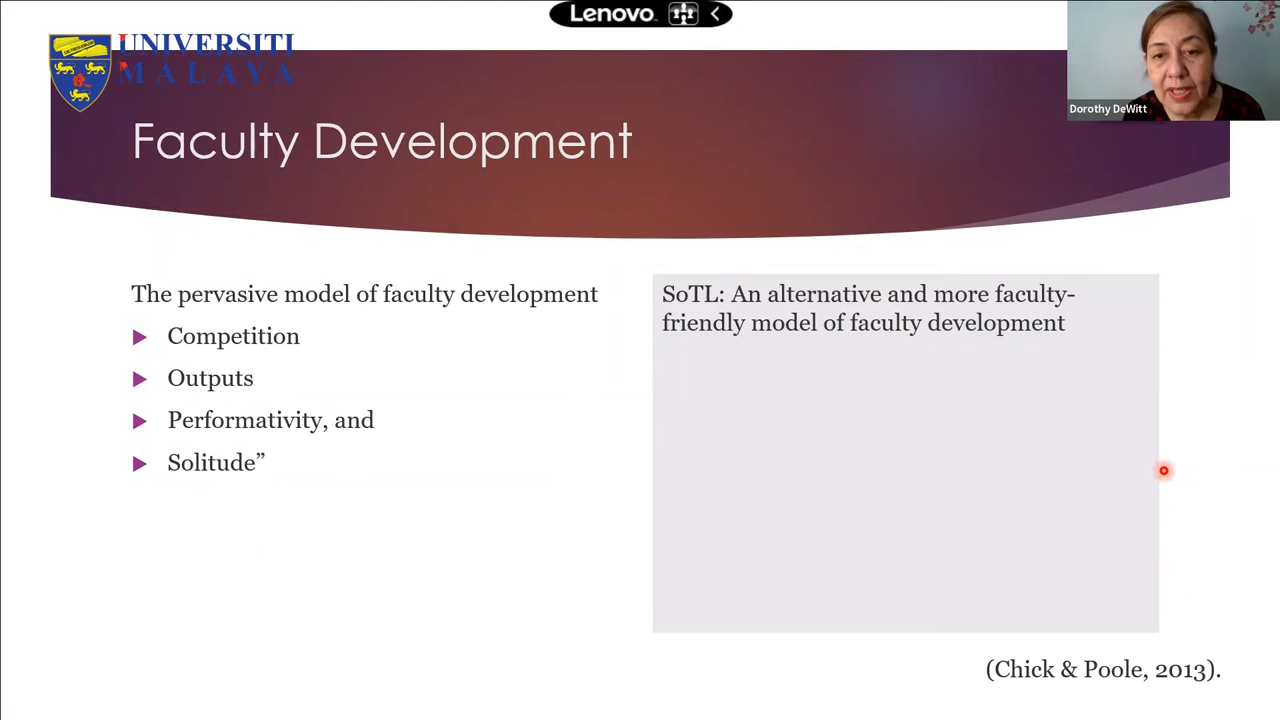 Lenovo
UNIVERSITI
MALAYA
Dorothy DeWitt
Faculty Development
The pervasive model of faculty development
Competition
Outputs
Performativity, and
Solitude”
SoTL: An alternative and more faculty-
friendly model of faculty development
(Chick & Poole, 2013).